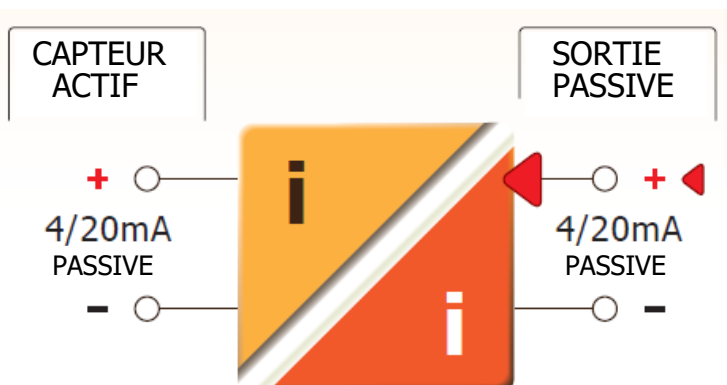 CAPTEUR
ACTIF
SORTIE
PASSIVE
+
i
+
4/20mA
PASSIVE
4/20mA
PASSIVE
-
i
-